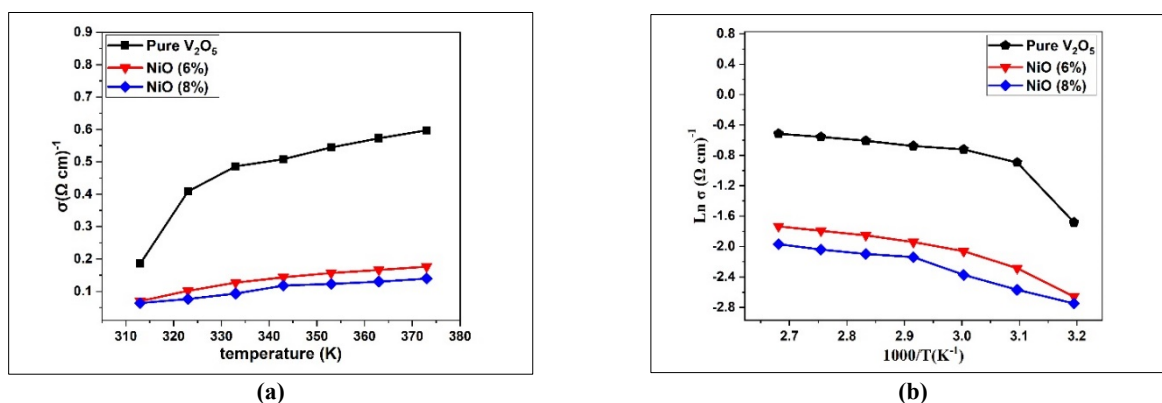 0.9
0.8
0.7
0.6
0.5
0.4
0.3
0.2
0.1
σ(Ω cm)⁻¹
Pure V₂O₅
NiO (6%)
NiO (8%)
310 320 330 340 350 360 370 380
temperature (K)
(a)
0.8
0.4
0.0
-0.4
-0.8
-1.2
-1.6
-2.0
-2.4
-2.8
Ln σ (Ω cm)⁻¹
Pure V₂O₅
NiO (6%)
NiO (8%)
2.7 2.8 2.9 3.0 3.1 3.2
1000/T(K⁻¹)
(b)